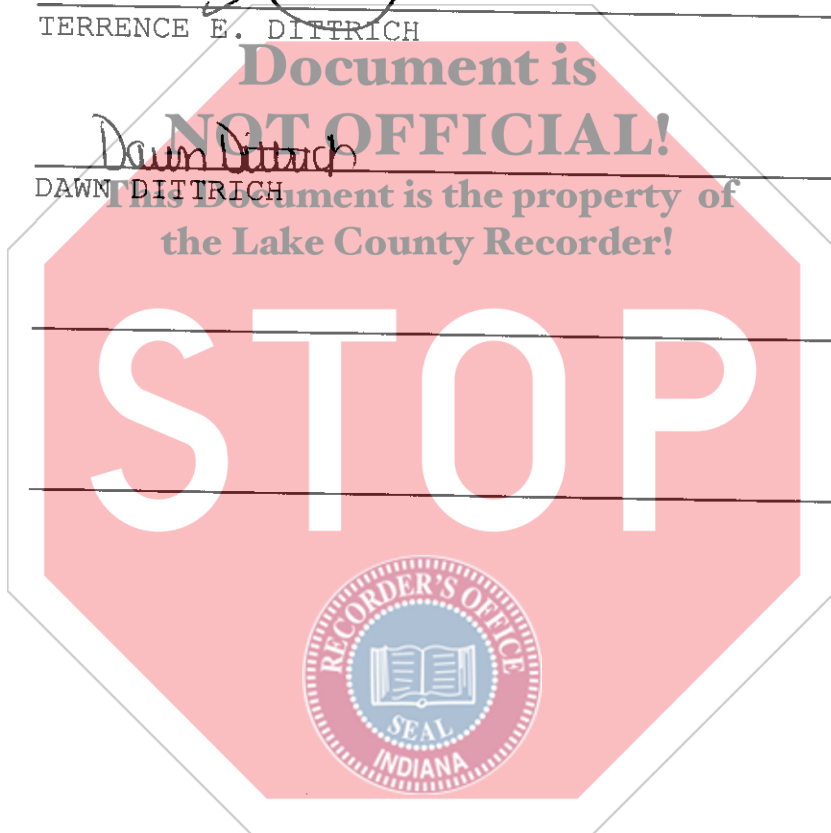 TERRENCE E. DITTRICH
Document is
NOT OFFICIAL!
Dawn Dittrich
DAWN DITTRICH
This Document is the property of
the Lake County Recorder!
STOP
RECORDER'S OFFICE
SEAL
INDIANA